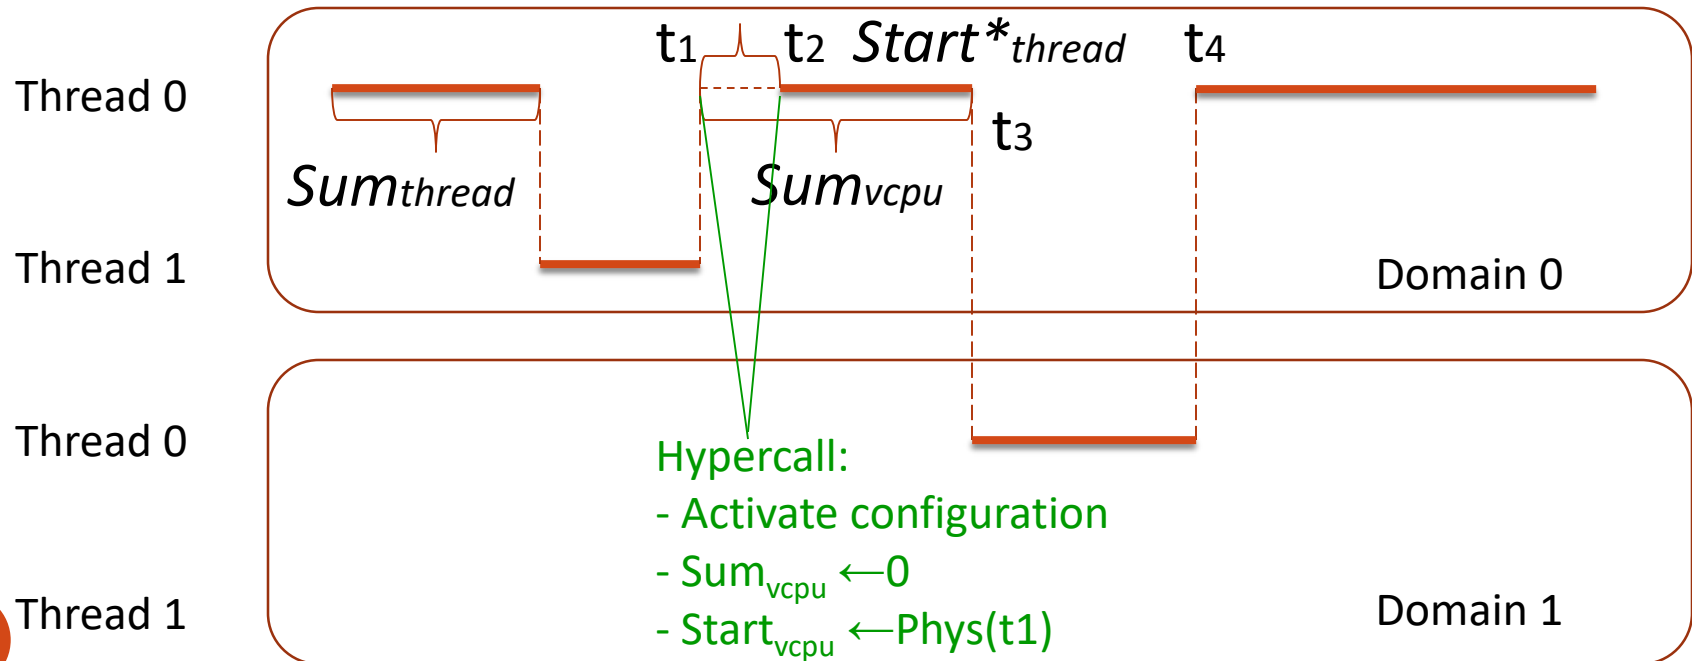 t1 t2 Start*thread t4
Thread 0
t3
Sumthread Sumvcpu
Thread 1 Domain 0
Thread 0
Hypercall:
- Activate configuration
- Sumvcpu ←0
Thread 1 Domain 1
- Startvcpu ←Phys(t1)